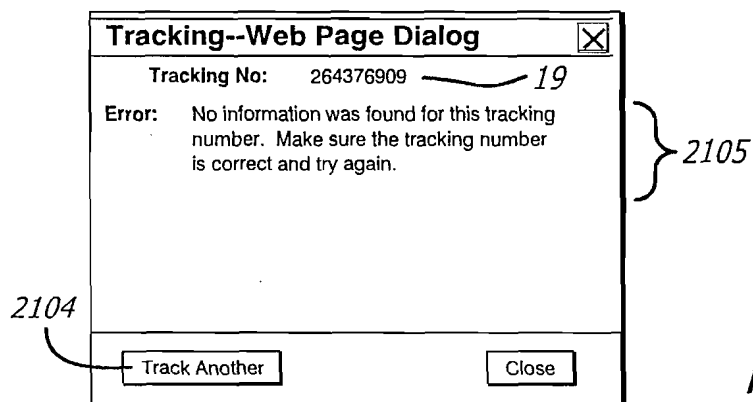 Tracking--Web Page Dialog
Tracking No: 264376909 19
Error: No information was found for this tracking
number. Make sure the tracking number
is correct and try again.
2105
2104
Track Another Close